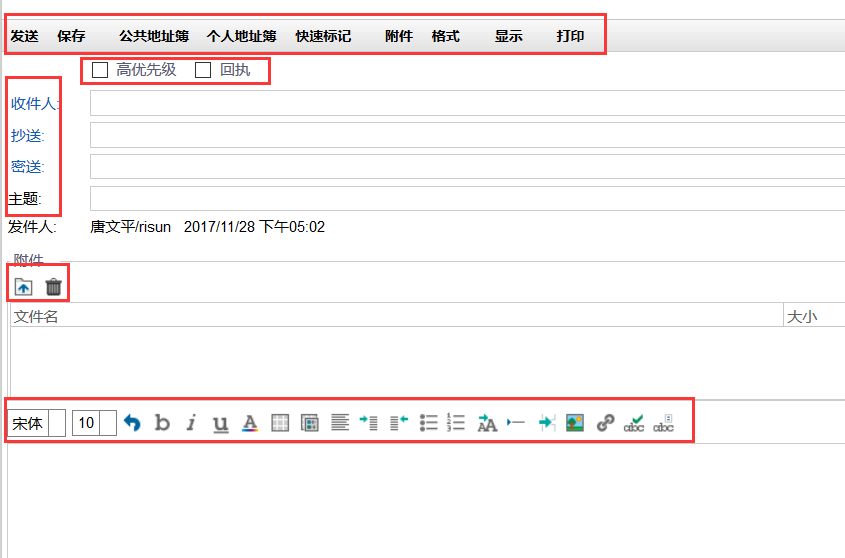 发送 保存 公共地址簿 个人地址簿 快速标记 附件 格式 显示 打印
高优先级 回执
收件人:
抄送:
密送:
主题:
发件人: 唐文平/risun 2017/11/28 下午05:02
附件
文件名 大小
宋体 10 b i u A AA abc abc